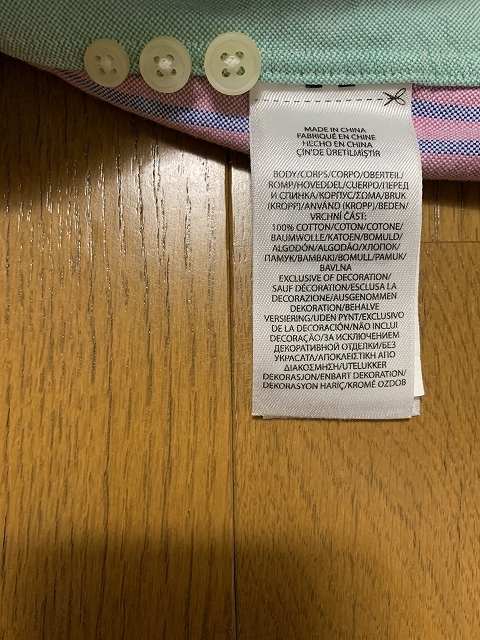 MADE IN CHINA
FABRIQUÉ EN CHINE
HECHO EN CHINA
ÇİN'DE ÜRETİLMİŞTİR
BODY/CORPS/CORPO/OBERTEIL/
ROMP/HOVEDDEL/CUERPO/ПЕРЕД
И СПИНКА/КОРПУС/ΣΩΜΑ/BRUK
(KROPP)/ANVÄND (KROPP)/BEDEN/
VRCHNÍ ČÁST:
100% COTTON/COTON/COTONE/
BAUMWOLLE/KATOEN/BOMULD/
ALGODÓN/ALGODÃO/ХЛОПОК/
ПАМУК/ΒΑΜΒΑΚΙ/BOMULL/PAMUK/
BAVLNA
EXCLUSIVE OF DECORATION/
SAUF DÉCORATION/ESCLUSA LA
DECORAZIONE/AUSGENOMMEN
DEKORATION/BEHALVE
VERSIERING/UDEN PYNT/EXCLUSIVO
DE LA DECORACIÓN/NÃO INCLUI
DECORAÇÃO/ЗА ИСКЛЮЧЕНИЕМ
ДЕКОРАТИВНОЙ ОТДЕЛКИ/БЕЗ
УКРАСАТА/ΑΠΟΚΛΕΙΣΤΙΚΗ ΑΠΟ
ΔΙΑΚΟΣΜΗΣΗ/UTELUKKER
DEKORASJON/ENBART DEKORATION/
DEKORASYON HARİÇ/KROMĚ OZDOB